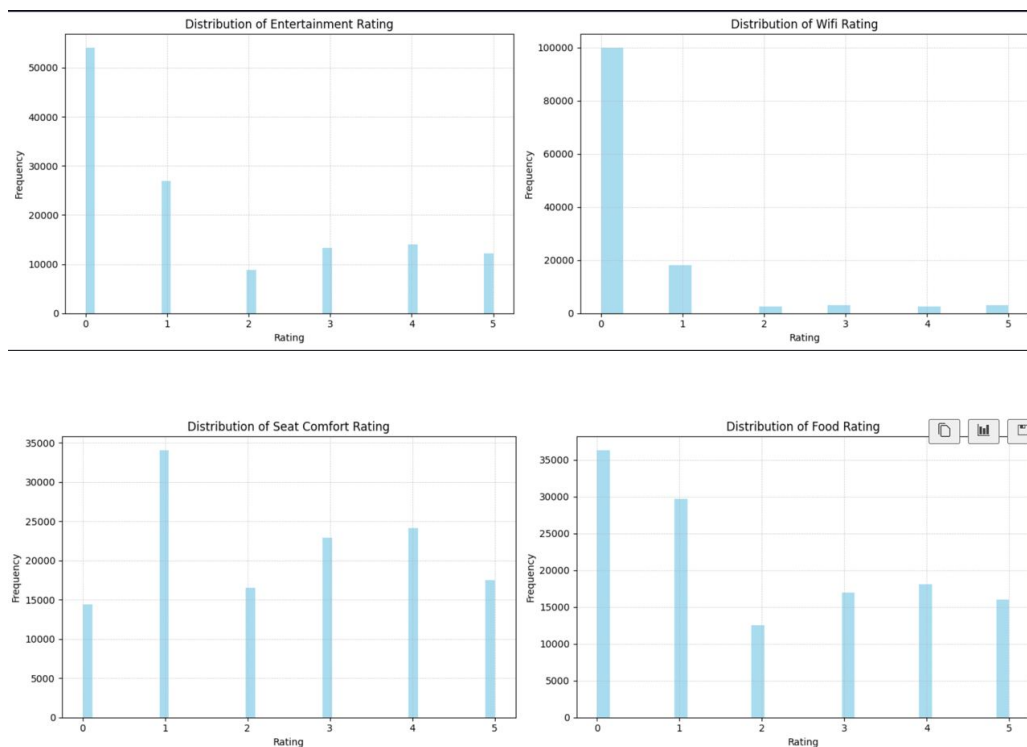 Distribution of Entertainment Rating
50000
40000
30000
20000
10000
0
Frequency
0 1 2 3 4 5
Rating
Distribution of Wifi Rating
100000
80000
60000
40000
20000
0
Frequency
0 1 2 3 4 5
Rating
Distribution of Seat Comfort Rating
35000
30000
25000
20000
15000
10000
5000
0
Frequency
0 1 2 3 4 5
Rating
Distribution of Food Rating
35000
30000
25000
20000
15000
10000
5000
0
Frequency
0 1 2 3 4 5
Rating